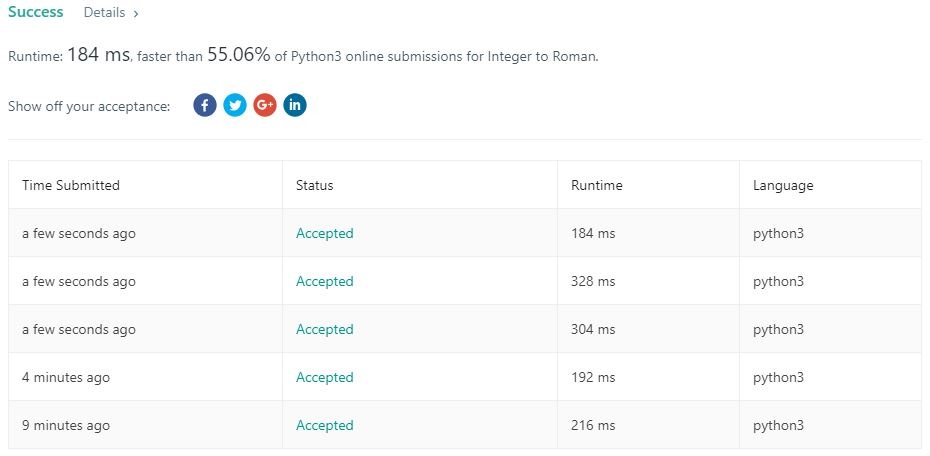 Success Details ›
Runtime: 184 ms, faster than 55.06% of Python3 online submissions for Integer to Roman.
Show off your acceptance: f G+ in
Time Submitted Status Runtime Language
a few seconds ago Accepted 184 ms python3
a few seconds ago Accepted 328 ms python3
a few seconds ago Accepted 304 ms python3
4 minutes ago Accepted 192 ms python3
9 minutes ago Accepted 216 ms python3